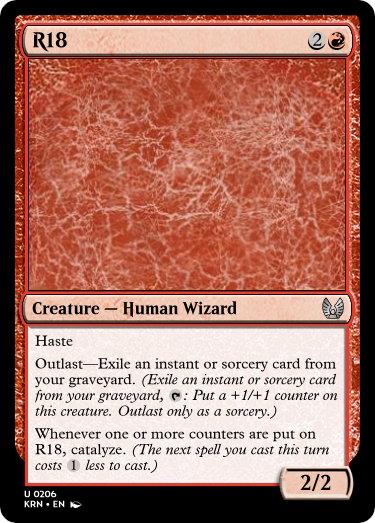 R18 2
Creature — Human Wizard
Haste
Outlast—Exile an instant or sorcery card from
your graveyard. (Exile an instant or sorcery card
from your graveyard, : Put a +1/+1 counter on
this creature. Outlast only as a sorcery.)
Whenever one or more counters are put on
R18, catalyze. (The next spell you cast this turn
costs 1 less to cast.)
2/2
U 0206
KRN • EN